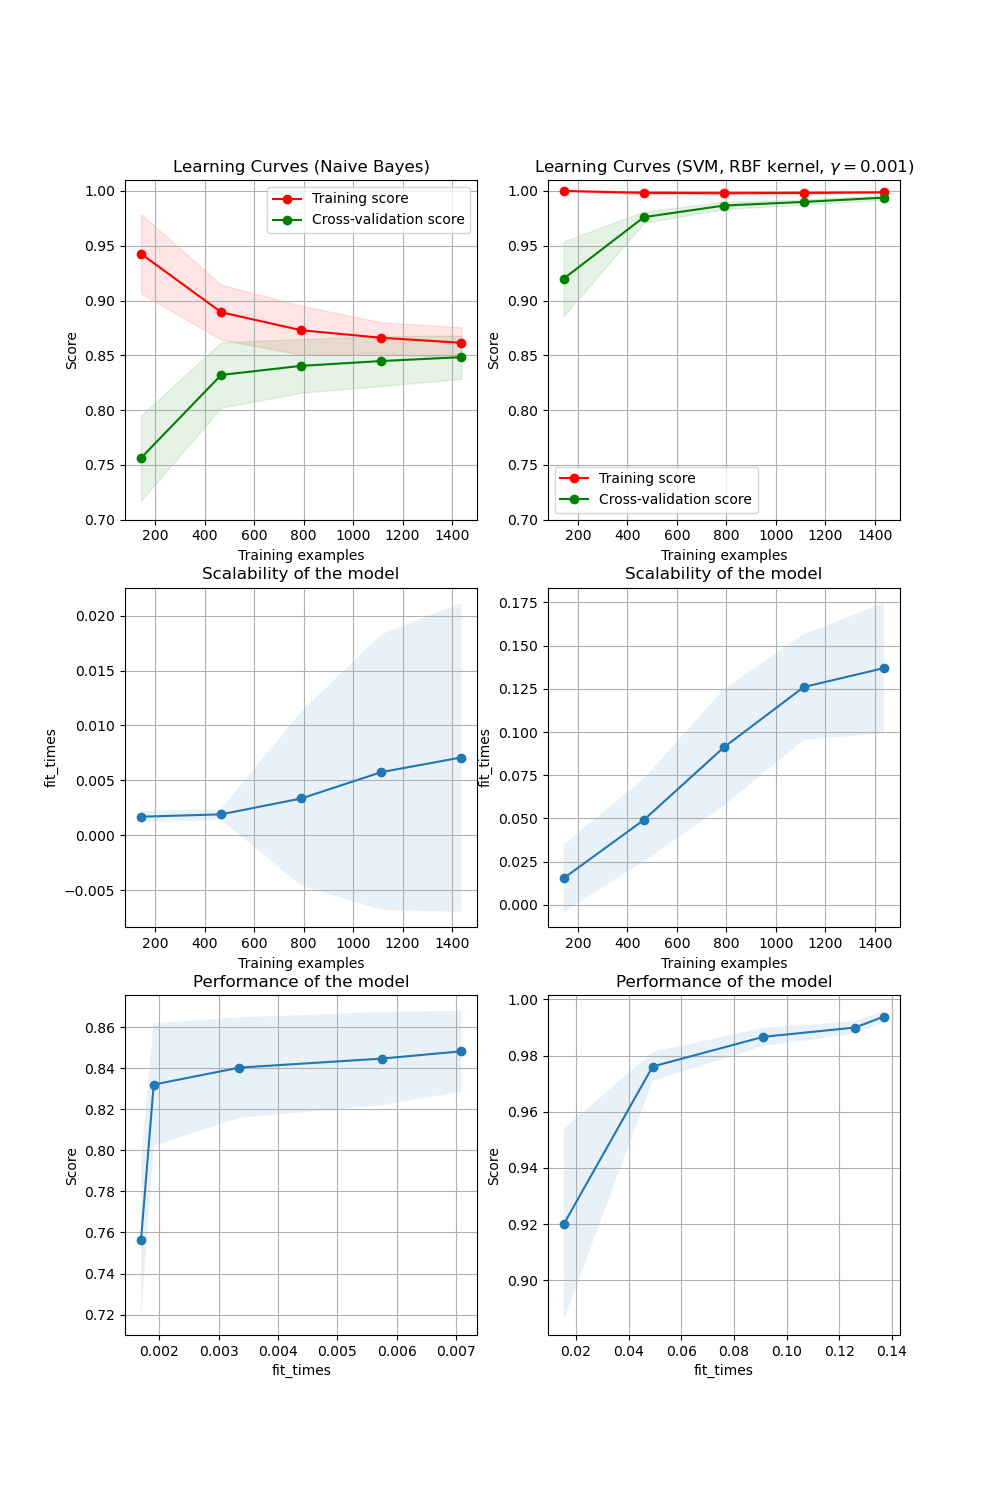 Learning Curves (Naive Bayes)
1.00
0.95
0.90
0.85
0.80
0.75
0.70
Score
Training score
Cross-validation score
200 400 600 800 1000 1200 1400
Training examples
Learning Curves (SVM, RBF kernel, γ = 0.001)
1.00
0.95
0.90
0.85
0.80
0.75
0.70
Score
Training score
Cross-validation score
200 400 600 800 1000 1200 1400
Training examples
Scalability of the model
0.020
0.015
0.010
0.005
0.000
−0.005
fit_times
200 400 600 800 1000 1200 1400
Training examples
Scalability of the model
0.175
0.150
0.125
0.100
0.075
0.050
0.025
0.000
fit_times
200 400 600 800 1000 1200 1400
Training examples
Performance of the model
0.86
0.84
0.82
0.80
0.78
0.76
0.74
0.72
Score
0.002 0.003 0.004 0.005 0.006 0.007
fit_times
Performance of the model
1.00
0.98
0.96
0.94
0.92
0.90
Score
0.02 0.04 0.06 0.08 0.10 0.12 0.14
fit_times